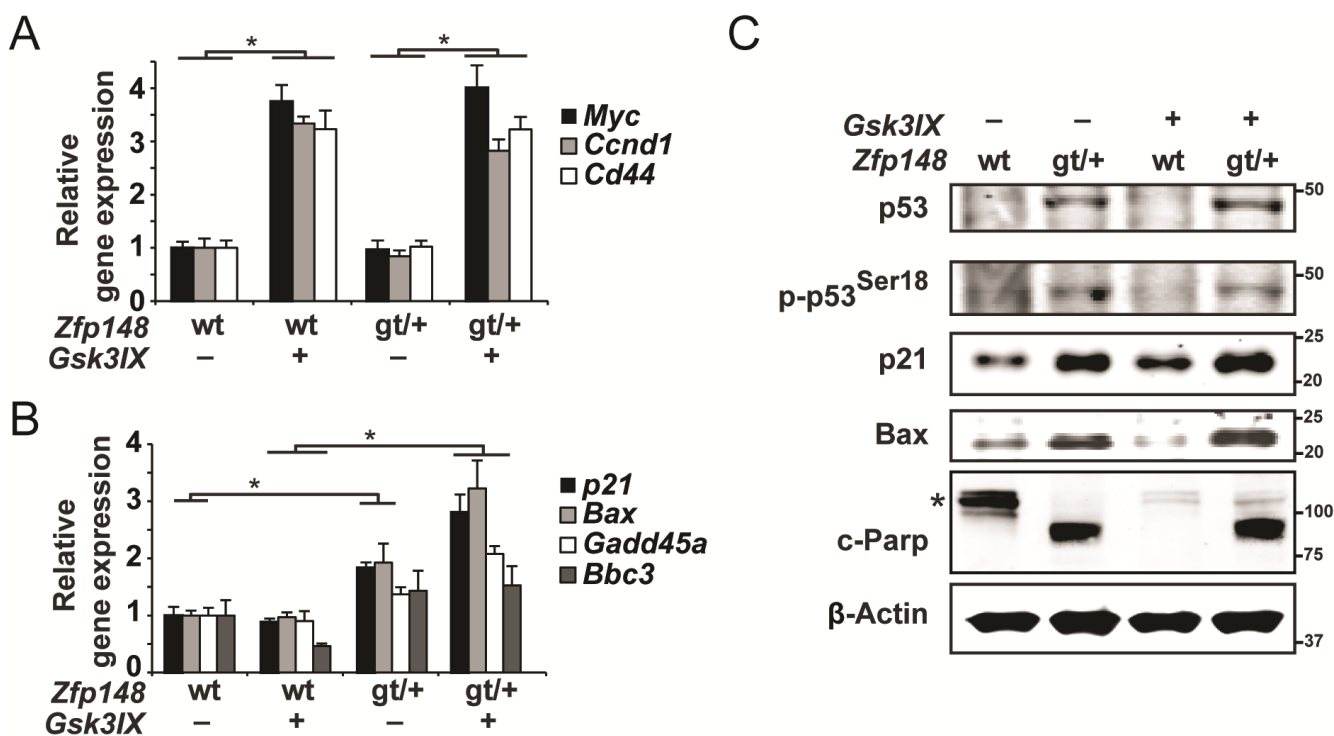 A
*
*
4
3
2
1
0
Relative
gene expression
Myc
Ccnd1
Cd44
Zfp148 wt wt gt/+ gt/+
Gsk3IX – + – +
B
*
*
4
3
2
1
0
Relative
gene expression
p21
Bax
Gadd45a
Bbc3
Zfp148 wt wt gt/+ gt/+
Gsk3IX – + – +
C
Gsk3IX – – + +
Zfp148 wt gt/+ wt gt/+
p53 50
p-p53Ser18 50
p21 25
20
Bax 25
20
*
100
c-Parp
75
β-Actin
37